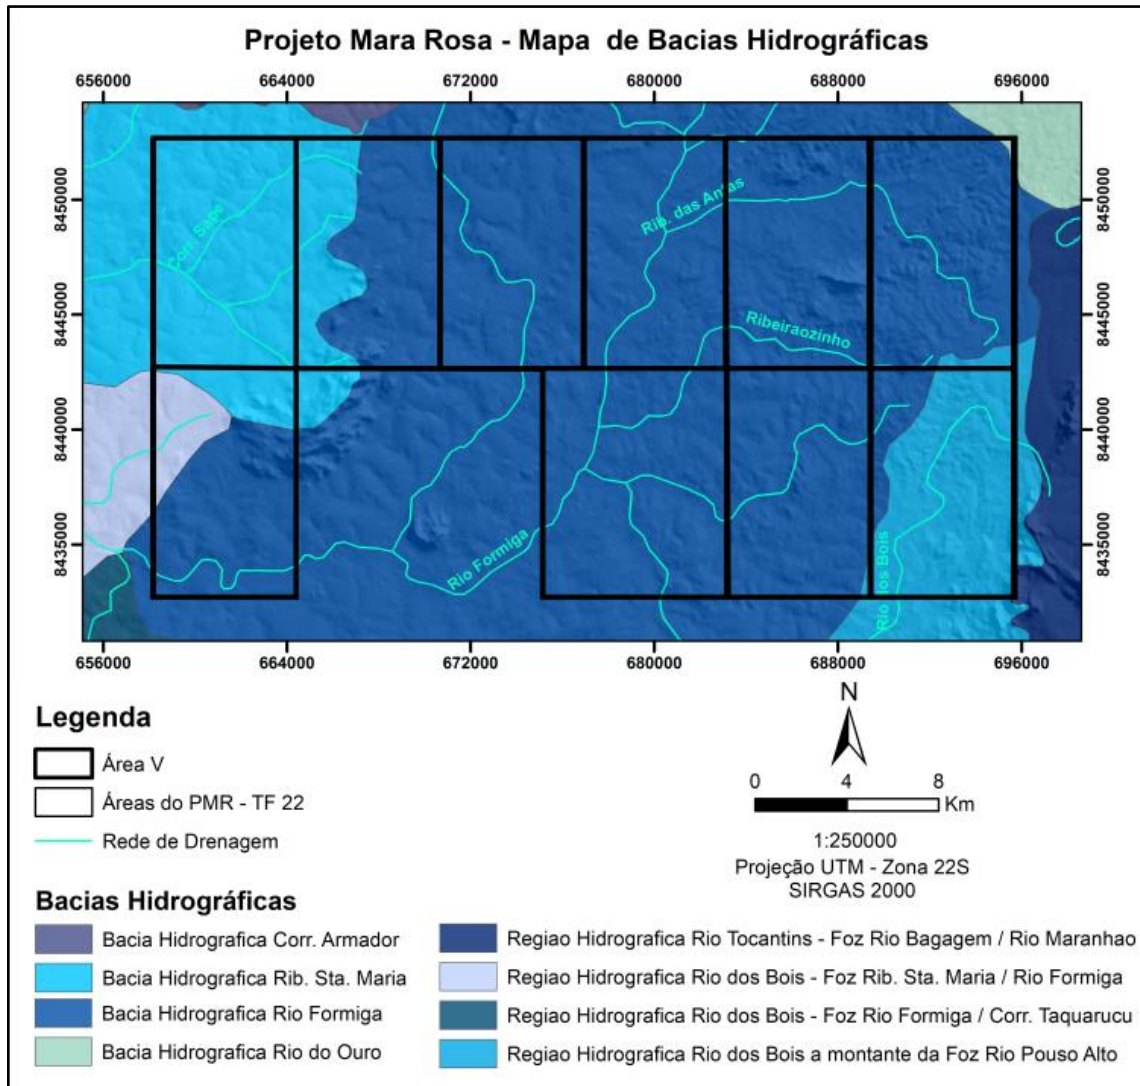 Projeto Mara Rosa - Mapa de Bacias Hidrográficas
656000 664000 672000 680000 688000 696000
8450000 8450000
8445000 8445000
8440000 8440000
8435000 8435000
Corr. Sape
Rib. das Antas
Ribeiraozinho
Rio Formiga
Rio dos Bois
656000 664000 672000 680000 688000 696000
N
0 4 8
Km
1:250000
Projeção UTM - Zona 22S
SIRGAS 2000
Legenda
Área V
Áreas do PMR - TF 22
Rede de Drenagem
Bacias Hidrográficas
Bacia Hidrografica Corr. Armador
Bacia Hidrografica Rib. Sta. Maria
Bacia Hidrografica Rio Formiga
Bacia Hidrografica Rio do Ouro
Regiao Hidrografica Rio Tocantins - Foz Rio Bagagem / Rio Maranhao
Regiao Hidrografica Rio dos Bois - Foz Rib. Sta. Maria / Rio Formiga
Regiao Hidrografica Rio dos Bois - Foz Rio Formiga / Corr. Taquarucu
Regiao Hidrografica Rio dos Bois a montante da Foz Rio Pouso Alto